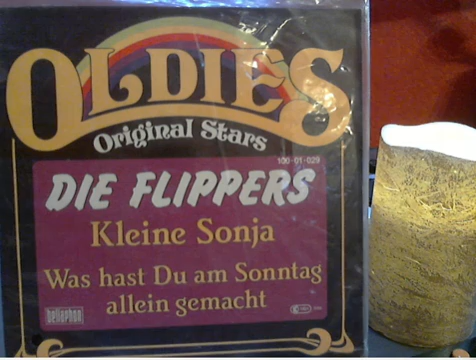 OLDIES
Original Stars
100·01·029
DIE FLIPPERS
Kleine Sonja
Was hast Du am Sonntag
allein gemacht
bellaphon